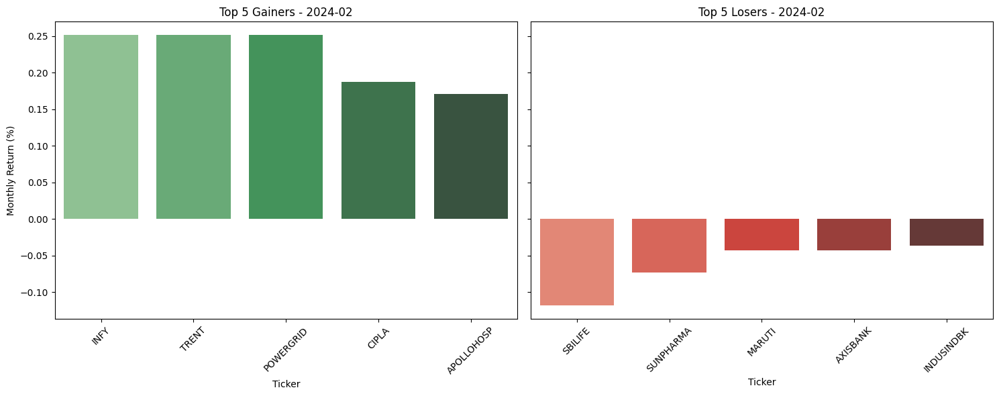 Top 5 Gainers - 2024-02
Monthly Return (%)
0.25
0.20
0.15
0.10
0.05
0.00
−0.05
−0.10
INFY
TRENT
POWERGRID
CIPLA
APOLLOHOSP
Ticker
Top 5 Losers - 2024-02
SBILIFE
SUNPHARMA
MARUTI
AXISBANK
INDUSINDBK
Ticker